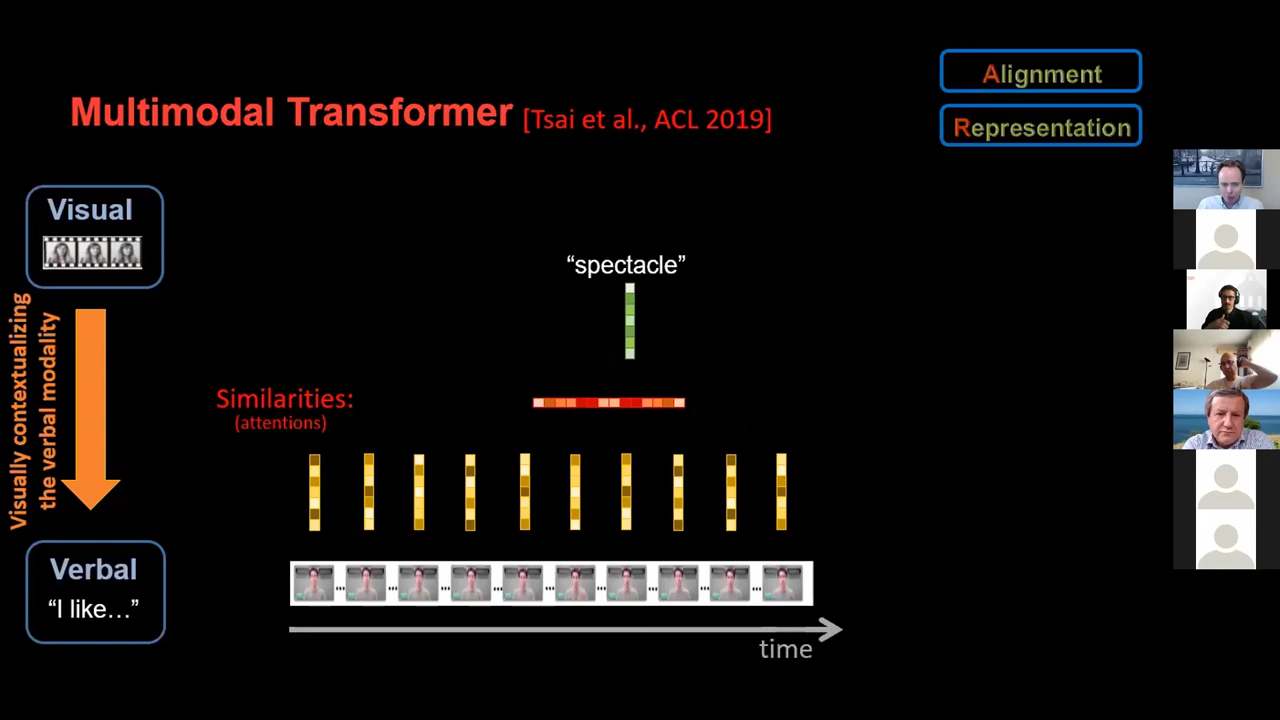 Alignment
Multimodal Transformer [Tsai et al., ACL 2019]
Representation
Visual
"spectacle"
Visually contextualizing
the verbal modality
Similarities:
(attentions)
Verbal
"I like…"
time